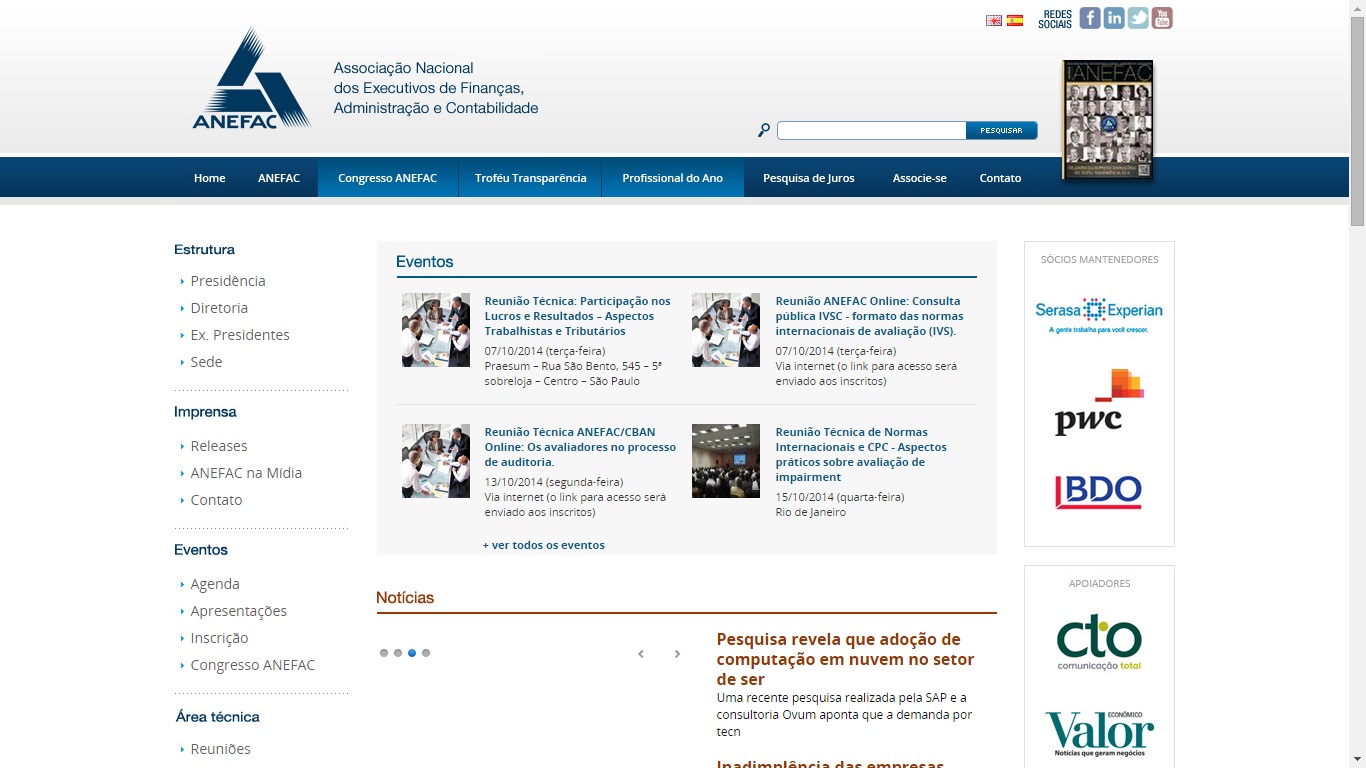 REDES
SOCIAIS
You
Tube
ANEFAC
Associação Nacional
dos Executivos de Finanças,
Administração e Contabilidade
ANEFAC
PESQUISAR
Home
ANEFAC
Congresso ANEFAC
Troféu Transparência
Profissional do Ano
Pesquisa de Juros
Associe-se
Contato
Estrutura
Presidência
Diretoria
Ex. Presidentes
Sede
Imprensa
Releases
ANEFAC na Mídia
Contato
Eventos
Agenda
Apresentações
Inscrição
Congresso ANEFAC
Área técnica
Reuniões
Eventos
Reunião Técnica: Participação nos
Lucros e Resultados – Aspectos
Trabalhistas e Tributários
07/10/2014 (terça-feira)
Praesum – Rua São Bento, 545 – 5ª
sobreloja – Centro – São Paulo
Reunião ANEFAC Online: Consulta
pública IVSC - formato das normas
internacionais de avaliação (IVS).
07/10/2014 (terça-feira)
Via internet (o link para acesso será
enviado aos inscritos)
Reunião Técnica ANEFAC/CBAN
Online: Os avaliadores no processo
de auditoria.
13/10/2014 (segunda-feira)
Via internet (o link para acesso será
enviado aos inscritos)
Reunião Técnica de Normas
Internacionais e CPC - Aspectos
práticos sobre avaliação de
impairment
15/10/2014 (quarta-feira)
Rio de Janeiro
+ ver todos os eventos
Notícias
Pesquisa revela que adoção de
computação em nuvem no setor
de ser
Uma recente pesquisa realizada pela SAP e a
consultoria Ovum aponta que a demanda por
tecn
Inadimplência das empresas
SÓCIOS MANTENEDORES
Serasa Experian
A gente trabalha para você crescer.
pwc
BDO
APOIADORES
cto
comunicação total
ECONÔMICO
Valor
Notícias que geram negócios